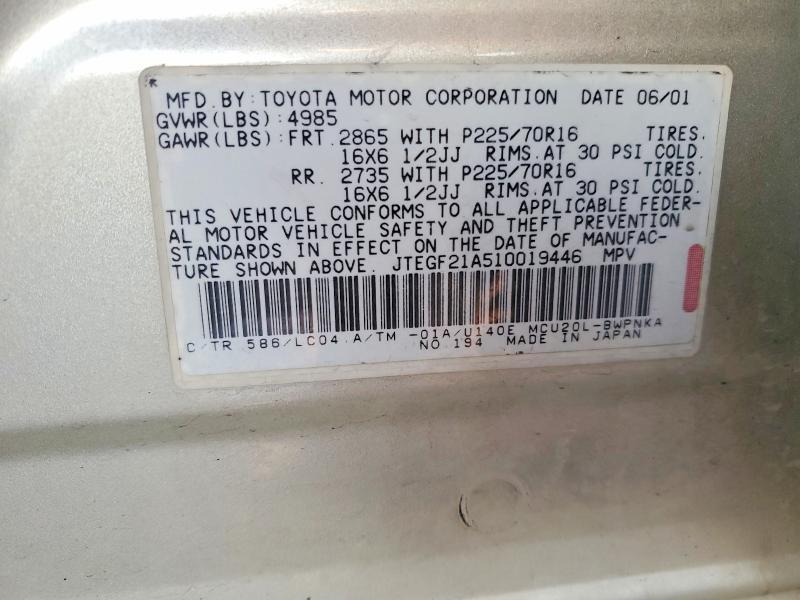 MFD. BY: TOYOTA MOTOR CORPORATION DATE 06/01
GVWR(LBS):4985
GAWR(LBS):FRT. 2865 WITH P225/70R16 TIRES.
16X6 1/2JJ RIMS. AT 30 PSI COLD.
RR. 2735 WITH P225/70R16 TIRES.
16X6 1/2JJ RIMS. AT 30 PSI COLD.
THIS VEHICLE CONFORMS TO ALL APPLICABLE FEDER-
AL MOTOR VEHICLE SAFETY AND THEFT PREVENTION
STANDARDS IN EFFECT ON THE DATE OF MANUFAC-
TURE SHOWN ABOVE. JTEGF21A510019446 MPV
C/TR 586/LC04 A/TM -01A/U140E MCU20L-BWPNKA
NO.194 MADE IN JAPAN